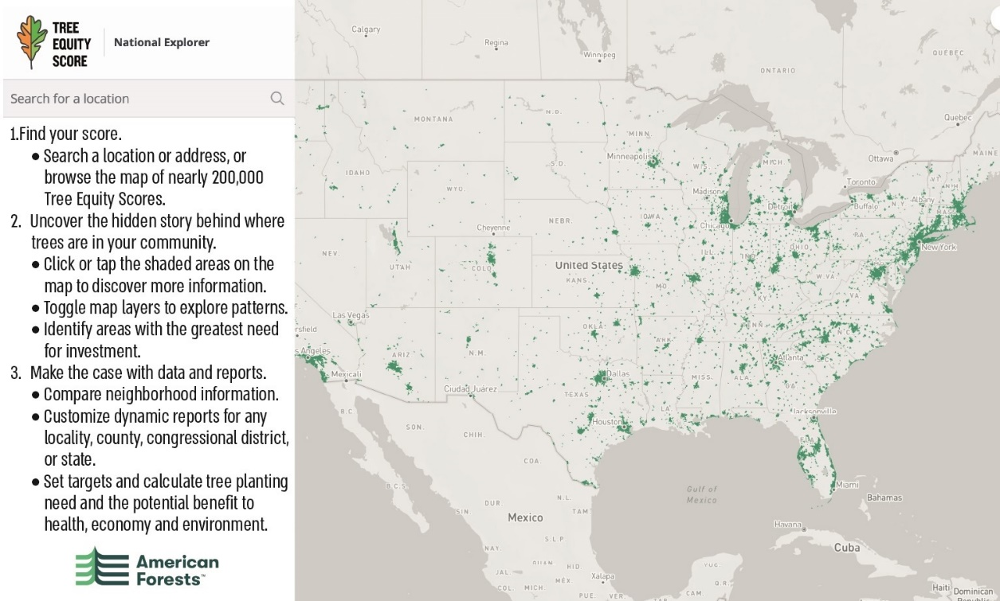 TREE
EQUITY
SCORE
National Explorer
Search for a location
1.Find your score.
• Search a location or address, or
browse the map of nearly 200,000
Tree Equity Scores.
2. Uncover the hidden story behind where
trees are in your community.
• Click or tap the shaded areas on the
map to discover more information.
• Toggle map layers to explore patterns.
• Identify areas with the greatest need
for investment.
3. Make the case with data and reports.
• Compare neighborhood information.
• Customize dynamic reports for any
locality, county, congressional district,
or state.
• Set targets and calculate tree planting
need and the potential benefit to
health, economy and environment.
American
Forests™
Calgary
Regina
Winnipeg
ONTARIO
QUÉBEC
Quebec
Ottawa
MAINE
MONTANA
N.D.
MINN.
Minneapolis
S.D.
WIS.
MICH.
Toronto
VT.
N.H.
IDAHO
WYO.
Madison
Detroit
Buffalo
N.Y.
Albany
MASS.
IOWA
Chicago
NEBR.
Cheyenne
PA.
New York
NEV.
UTAH
COLO.
United States
KANS.
MO.
ILL.
IND.
OHIO
W.VA.
VA.
KY.
Las Vegas
rsfield
s Angeles
Mexicali
ARIZ.
N.M.
OKLA.
ARK.
TENN.
N.C.
S.C.
Atlanta
Dallas
MISS.
ALA.
GA.
Ciudad Juárez
TEXAS
LA.
Jacksonville
Houston
B.C.
SON.
CHIH.
FLA.
COA.
B.C.S.
Gulf of
Mexico
Miami
Bahamas
SIN.
DUR.
N.L.
TAM.
Mexico
Havana
S.L.P.
NAY.
GUAN.
HID.
Cuba
JAL.
Xalapa
YUC.
COL.
MICH.
MÉX.
PUE.
VER.
TAB.
CAM.
Q.R.
Haiti
Dominican
Republic